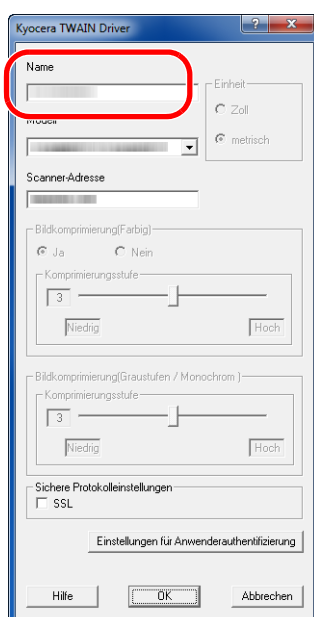 Kyocera TWAIN Driver
Name
Einheit
Zoll
metrisch
Modell
Scanner-Adresse
Bildkomprimierung(Farbig)
Ja
Nein
Komprimierungsstufe
3
Niedrig
Hoch
Bildkomprimierung(Graustufen / Monochrom )
Komprimierungsstufe
3
Niedrig
Hoch
Sichere Protokolleinstellungen
SSL
Einstellungen für Anwenderauthentifizierung
Hilfe
OK
Abbrechen